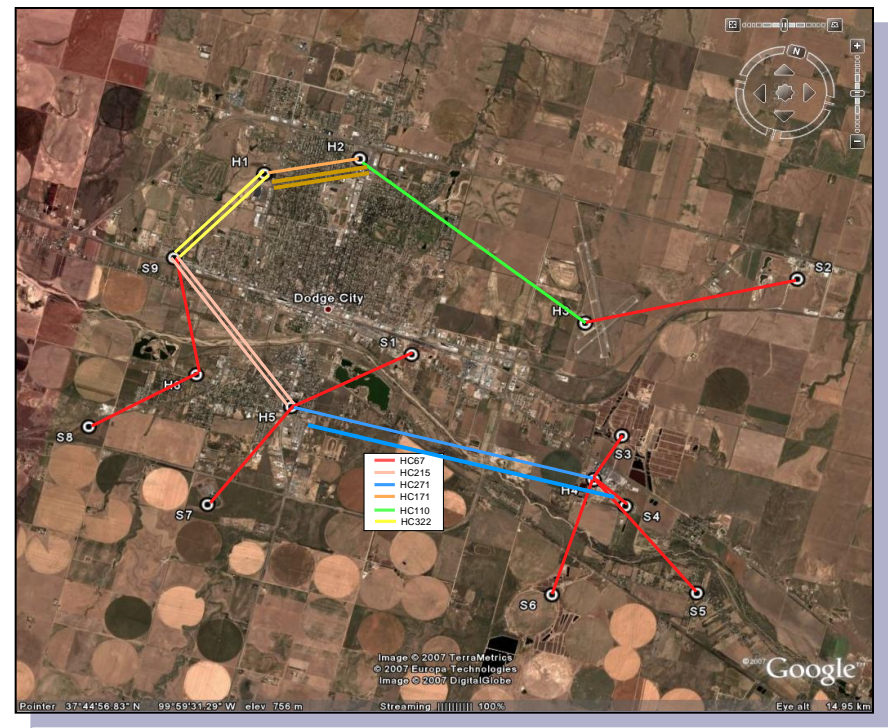 N
H2
H1
S2
S9
Dodge City
H3
S1
H6
H5
S8
S3
HC67
HC215
HC271
HC171
HC110
HC322
H4
S7
S4
S6
S5
Image © 2007 TerraMetrics
© 2007 Europa Technologies
Image © 2007 DigitalGlobe
©2007 Google™
Pointer 37°44'56.83" N 99°59'31.29" W elev 756 m Streaming |||||||||| 100% Eye alt 14.95 km